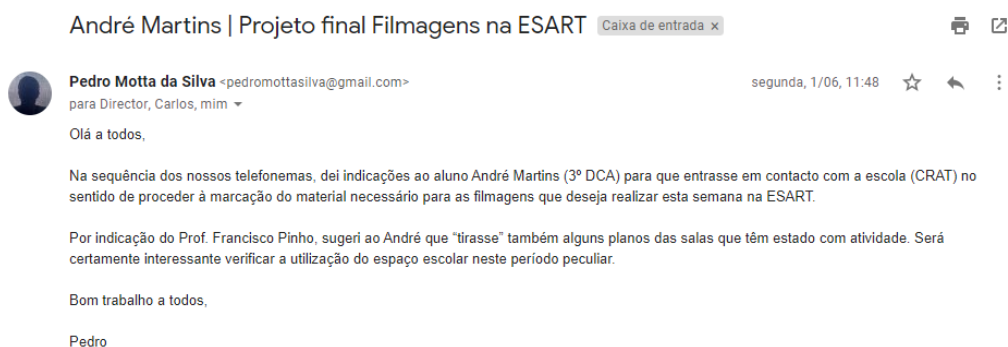 André Martins | Projeto final Filmagens na ESART Caixa de entrada ×
Pedro Motta da Silva <pedromottasilva@gmail.com> segunda, 1/06, 11:48
para Director, Carlos, mim
Olá a todos,
Na sequência dos nossos telefonemas, dei indicações ao aluno André Martins (3º DCA) para que entrasse em contacto com a escola (CRAT) no
sentido de proceder à marcação do material necessário para as filmagens que deseja realizar esta semana na ESART.
Por indicação do Prof. Francisco Pinho, sugeri ao André que “tirasse” também alguns planos das salas que têm estado com atividade. Será
certamente interessante verificar a utilização do espaço escolar neste período peculiar.
Bom trabalho a todos,
Pedro